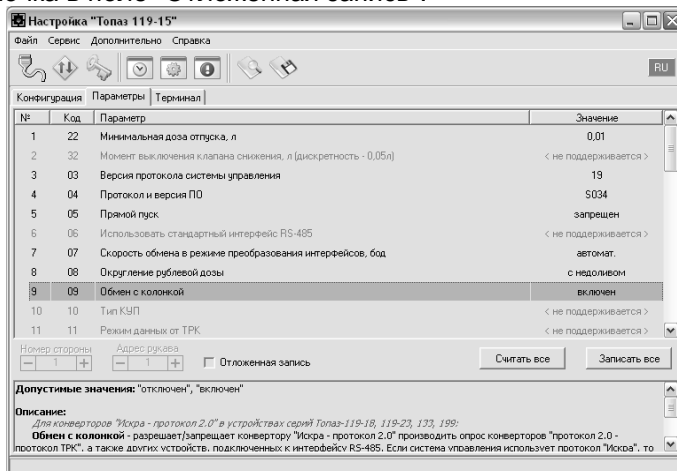 Настройка "Топаз 119-15"
Файл Сервис Дополнительно Справка
RU
Конфигурация Параметры Терминал
№ Код Параметр Значение
1 22 Минимальная доза отпуска, л 0,01
2 32 Момент выключения клапана снижения, л (дискретность - 0,05л) < не поддерживается >
3 03 Версия протокола системы управления 19
4 04 Протокол и версия ПО S034
5 05 Прямой пуск запрещен
6 06 Использовать стандартный интерфейс RS-485 < не поддерживается >
7 07 Скорость обмена в режиме преобразования интерфейсов, бод автомат.
8 08 Округление рублевой дозы с недоливом
9 09 Обмен с колонкой включен
10 10 Тип КУП < не поддерживается >
11 11 Режим данных от ТРК < не поддерживается >
Номер стороны Адрес рукава
1 1 Отложенная запись Считать все Записать все
Допустимые значения: "отключен", "включен"
Описание:
Для конверторов "Искра - протокол 2.0" в устройствах серий Топаз-119-18, 119-23, 133, 199:
Обмен с колонкой - разрешает/запрещает конвертору "Искра - протокол 2.0" производить опрос конверторов "протокол 2.0 -
протокол ТРК", а также других устройств, подключенных к интерфейсу RS-485. Если система управления использует протокол "Искра", то